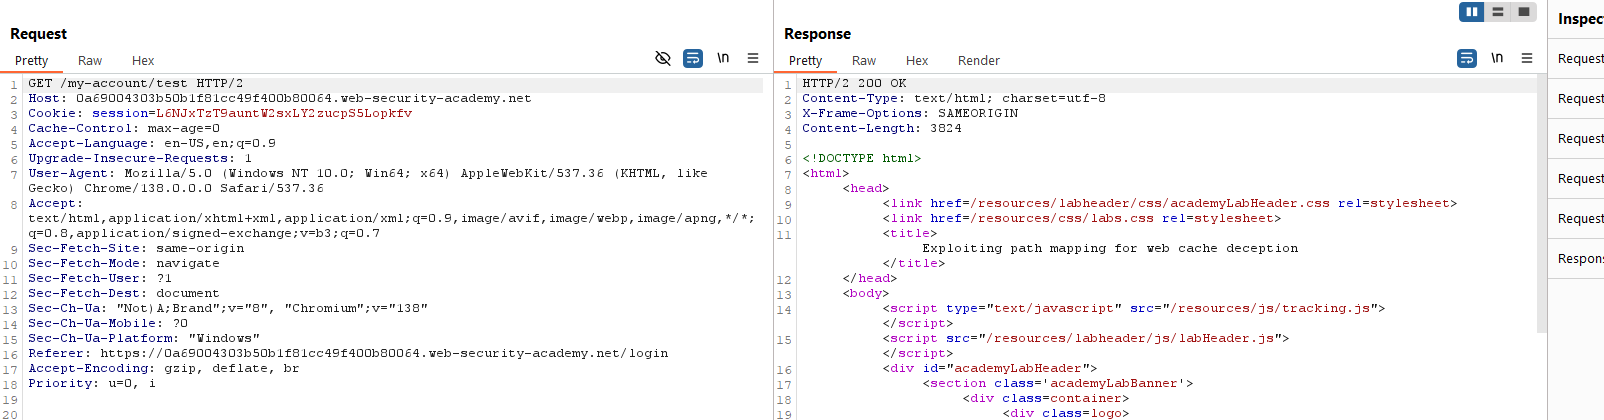 Request
Pretty Raw Hex
\n
1 GET /my-account/test HTTP/2
2 Host: 0a69004303b50b1f81cc49f400b80064.web-security-academy.net
3 Cookie: session=L6NJxTzT9auntW2sxLY2zucpS5Lopkfv
4 Cache-Control: max-age=0
5 Accept-Language: en-US,en;q=0.9
6 Upgrade-Insecure-Requests: 1
7 User-Agent: Mozilla/5.0 (Windows NT 10.0; Win64; x64) AppleWebKit/537.36 (KHTML, like
Gecko) Chrome/138.0.0.0 Safari/537.36
8 Accept:
text/html,application/xhtml+xml,application/xml;q=0.9,image/avif,image/webp,image/apng,*/*;
q=0.8,application/signed-exchange;v=b3;q=0.7
9 Sec-Fetch-Site: same-origin
10 Sec-Fetch-Mode: navigate
11 Sec-Fetch-User: ?1
12 Sec-Fetch-Dest: document
13 Sec-Ch-Ua: "Not)A;Brand";v="8", "Chromium";v="138"
14 Sec-Ch-Ua-Mobile: ?0
15 Sec-Ch-Ua-Platform: "Windows"
16 Referer: https://0a69004303b50b1f81cc49f400b80064.web-security-academy.net/login
17 Accept-Encoding: gzip, deflate, br
18 Priority: u=0, i
19
20
Response
Pretty Raw Hex Render
\n
1 HTTP/2 200 OK
2 Content-Type: text/html; charset=utf-8
3 X-Frame-Options: SAMEORIGIN
4 Content-Length: 3824
5
6 <!DOCTYPE html>
7 <html>
8 <head>
9 <link href=/resources/labheader/css/academyLabHeader.css rel=stylesheet>
10 <link href=/resources/css/labs.css rel=stylesheet>
11 <title>
Exploiting path mapping for web cache deception
</title>
12 </head>
13 <body>
14 <script type="text/javascript" src="/resources/js/tracking.js">
</script>
15 <script src="/resources/labheader/js/labHeader.js">
</script>
16 <div id="academyLabHeader">
17 <section class='academyLabBanner'>
18 <div class=container>
19 <div class=logo>
Inspec
Request
Request
Request
Request
Request
Respon